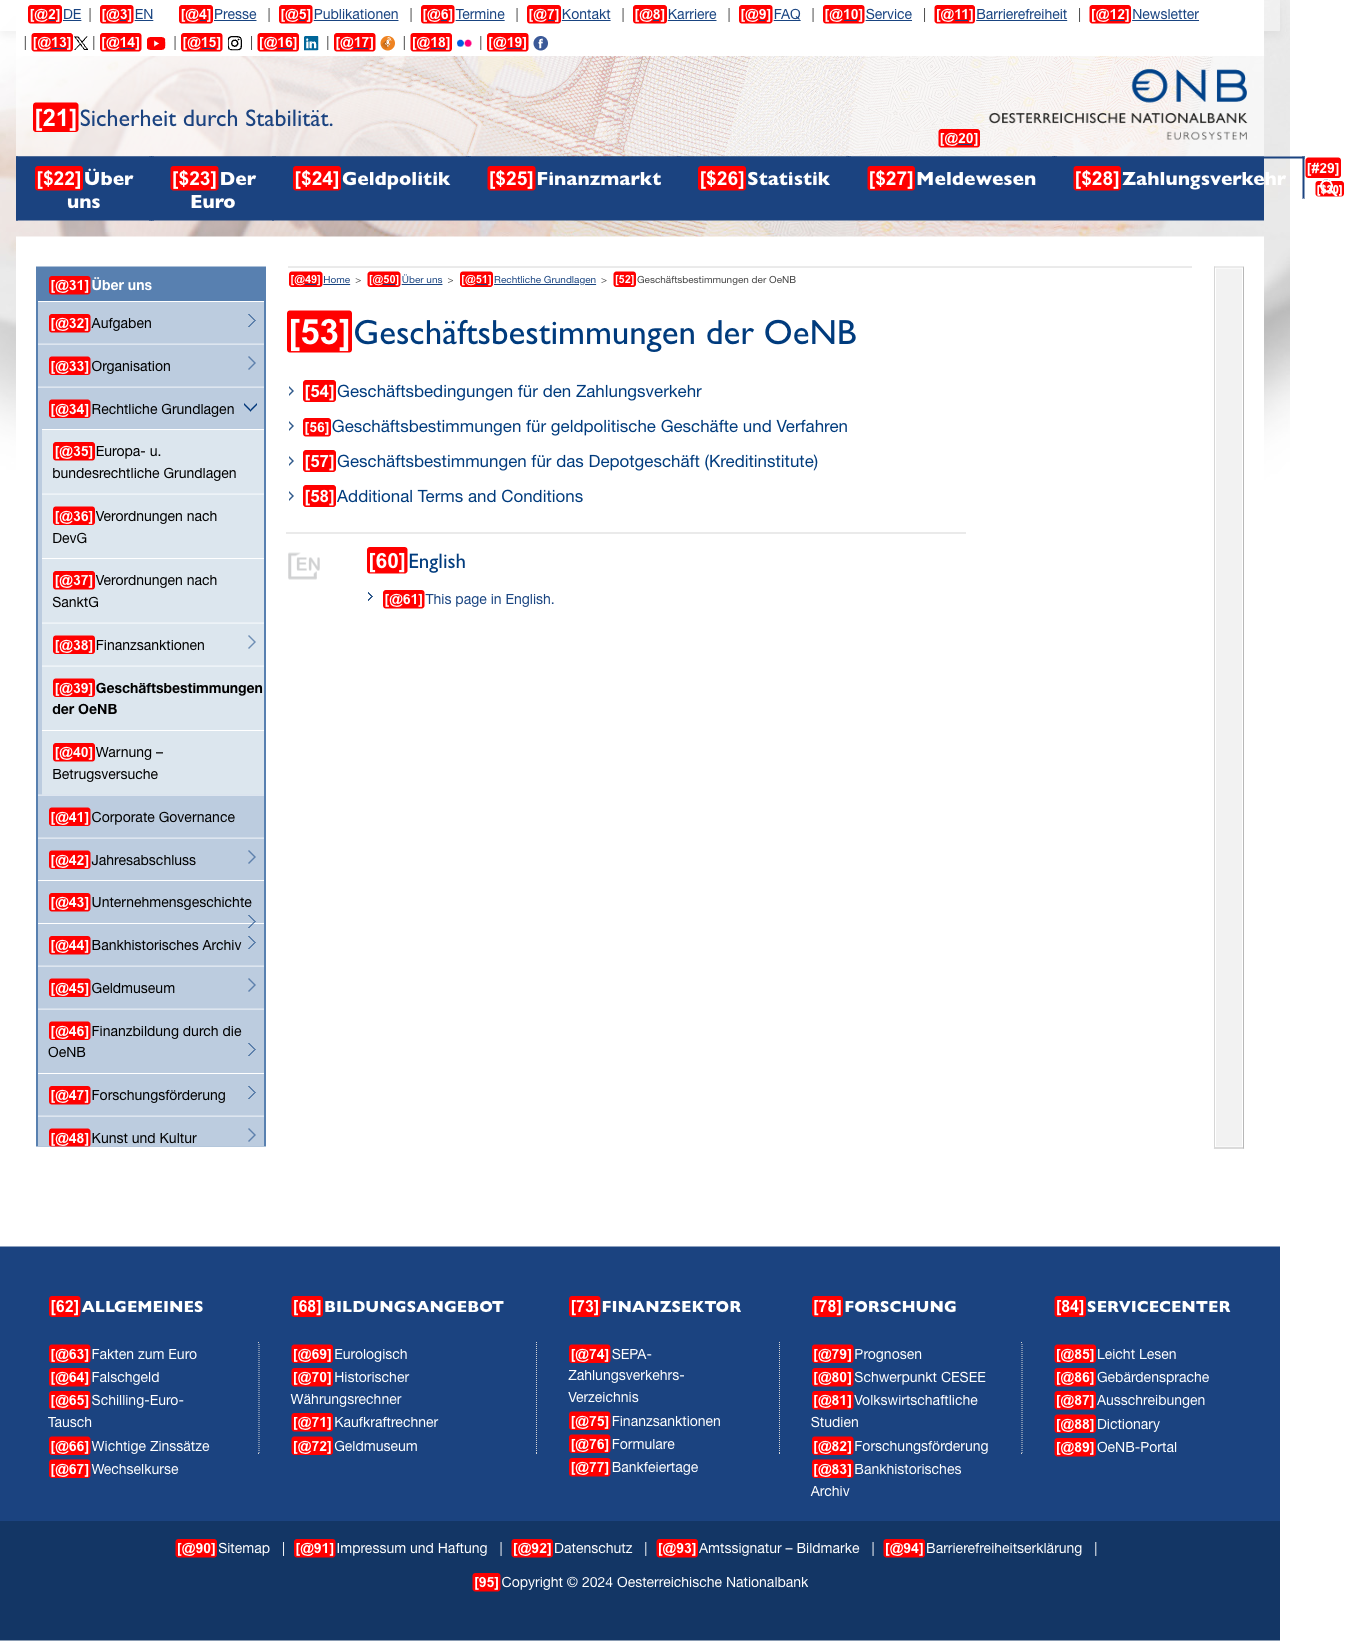 [@2]DE | [@3]EN [@4]Presse | [@5]Publikationen | [@6]Termine | [@7]Kontakt | [@8]Karriere | [@9]FAQ | [@10]Service | [@11]Barrierefreiheit | [@12]Newsletter
| [@13] | [@14] | [@15] | [@16] | [@17] | [@18] | [@19]
[21]Sicherheit durch Stabilität.
€NB
OESTERREICHISCHE NATIONALBANK
EUROSYSTEM
[@20]
[$22]Über uns
[$23]Der Euro
[$24]Geldpolitik
[$25]Finanzmarkt
[$26]Statistik
[$27]Meldewesen
[$28]Zahlungsverkehr
[#29]
[@31]Über uns
[@32]Aufgaben
[@33]Organisation
[@34]Rechtliche Grundlagen
[@35]Europa- u.
bundesrechtliche Grundlagen
[@36]Verordnungen nach
DevG
[@37]Verordnungen nach
SanktG
[@38]Finanzsanktionen
[@39]Geschäftsbestimmungen
der OeNB
[@40]Warnung –
Betrugsversuche
[@41]Corporate Governance
[@42]Jahresabschluss
[@43]Unternehmensgeschichte
[@44]Bankhistorisches Archiv
[@45]Geldmuseum
[@46]Finanzbildung durch die
OeNB
[@47]Forschungsförderung
[@48]Kunst und Kultur
[@49]Home > [@50]Über uns > [@51]Rechtliche Grundlagen > [52]Geschäftsbestimmungen der OeNB
[53]Geschäftsbestimmungen der OeNB
[54]Geschäftsbedingungen für den Zahlungsverkehr
[56]Geschäftsbestimmungen für geldpolitische Geschäfte und Verfahren
[57]Geschäftsbestimmungen für das Depotgeschäft (Kreditinstitute)
[58]Additional Terms and Conditions
EN
[60]English
[@61]This page in English.
[62]ALLGEMEINES
[@63]Fakten zum Euro
[@64]Falschgeld
[@65]Schilling-Euro-
Tausch
[@66]Wichtige Zinssätze
[@67]Wechselkurse
[68]BILDUNGSANGEBOT
[@69]Eurologisch
[@70]Historischer
Währungsrechner
[@71]Kaufkraftrechner
[@72]Geldmuseum
[73]FINANZSEKTOR
[@74]SEPA-
Zahlungsverkehrs-
Verzeichnis
[@75]Finanzsanktionen
[@76]Formulare
[@77]Bankfeiertage
[78]FORSCHUNG
[@79]Prognosen
[@80]Schwerpunkt CESEE
[@81]Volkswirtschaftliche
Studien
[@82]Forschungsförderung
[@83]Bankhistorisches
Archiv
[84]SERVICECENTER
[@85]Leicht Lesen
[@86]Gebärdensprache
[@87]Ausschreibungen
[@88]Dictionary
[@89]OeNB-Portal
[@90]Sitemap | [@91]Impressum und Haftung | [@92]Datenschutz | [@93]Amtssignatur – Bildmarke | [@94]Barrierefreiheitserklärung |
[95]Copyright © 2024 Oesterreichische Nationalbank